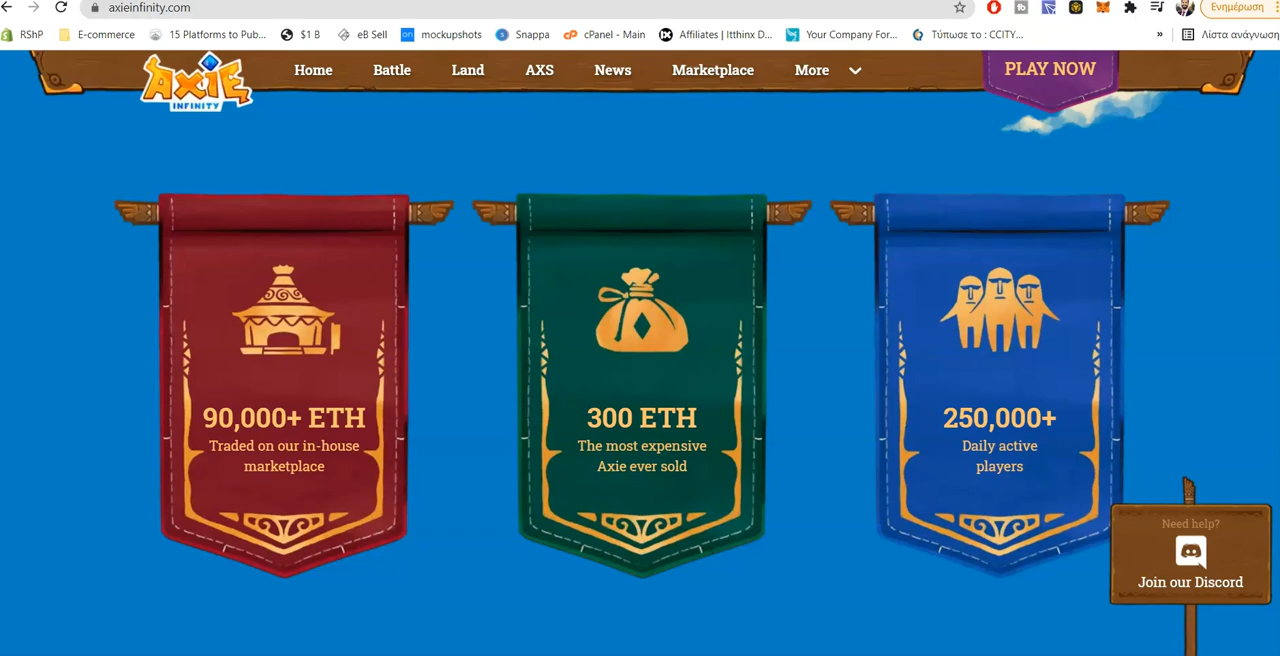 axieinfinity.com
Ενημέρωση
RShP E-commerce 15 Platforms to Pub... $1 B eB Sell on mockupshots Snappa cP cPanel - Main Affiliates | Itthinx D... Your Company For... Τύπωσε το : CCITY... » Λίστα ανάγνωση
AXIE
INFINITY
Home Battle Land AXS News Marketplace More PLAY NOW
90,000+ ETH
Traded on our in-house
marketplace
300 ETH
The most expensive
Axie ever sold
250,000+
Daily active
players
Need help?
Join our Discord